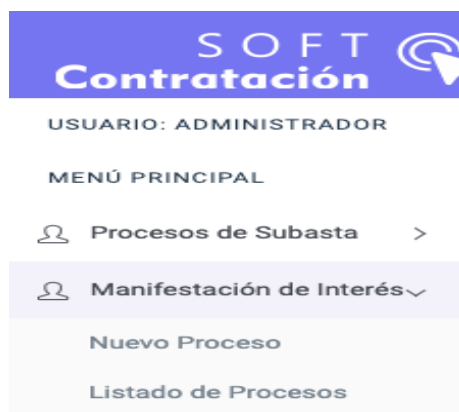 SOFT
Contratación
USUARIO: ADMINISTRADOR
MENÚ PRINCIPAL
Procesos de Subasta
Manifestación de Interés
Nuevo Proceso
Listado de Procesos